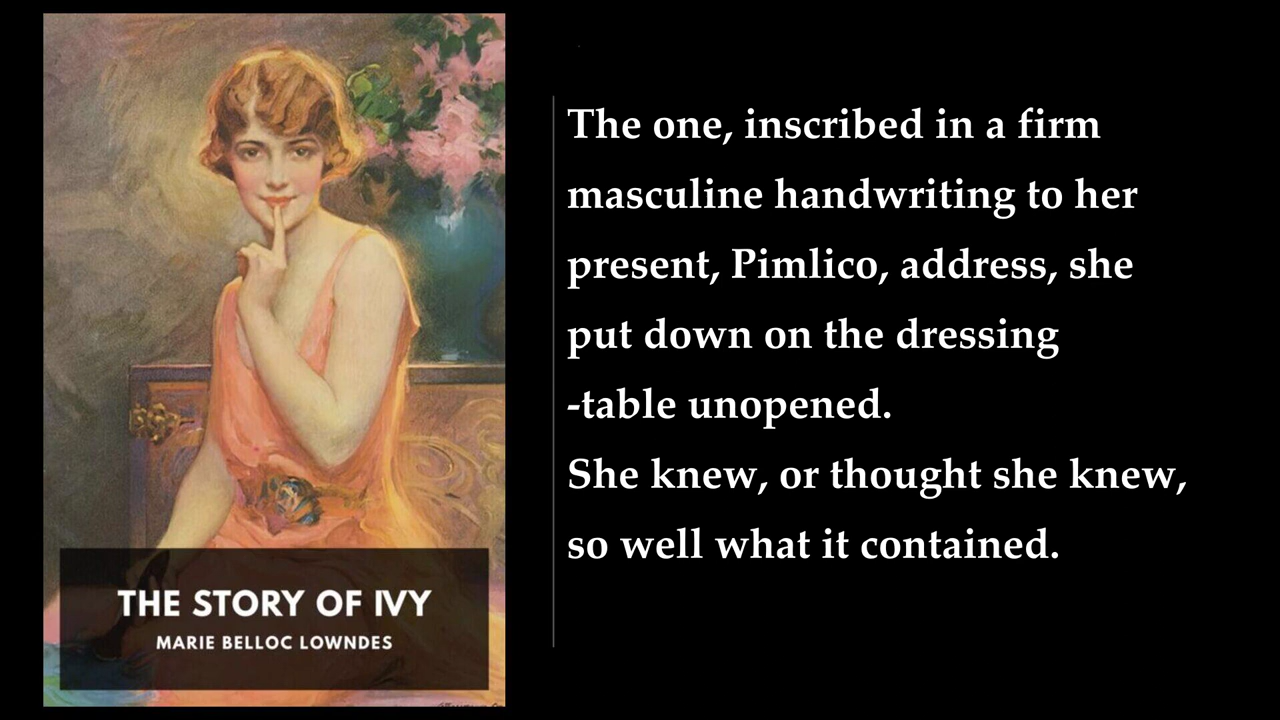 THE STORY OF IVY
MARIE BELLOC LOWNDES
The one, inscribed in a firm
masculine handwriting to her
present, Pimlico, address, she
put down on the dressing
-table unopened.
She knew, or thought she knew,
so well what it contained.